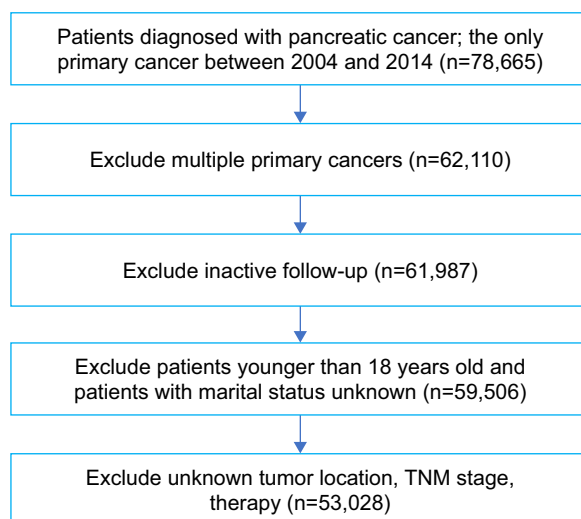 Patients diagnosed with pancreatic cancer; the only
primary cancer between 2004 and 2014 (n=78,665)
Exclude multiple primary cancers (n=62,110)
Exclude inactive follow-up (n=61,987)
Exclude patients younger than 18 years old and
patients with marital status unknown (n=59,506)
Exclude unknown tumor location, TNM stage,
therapy (n=53,028)